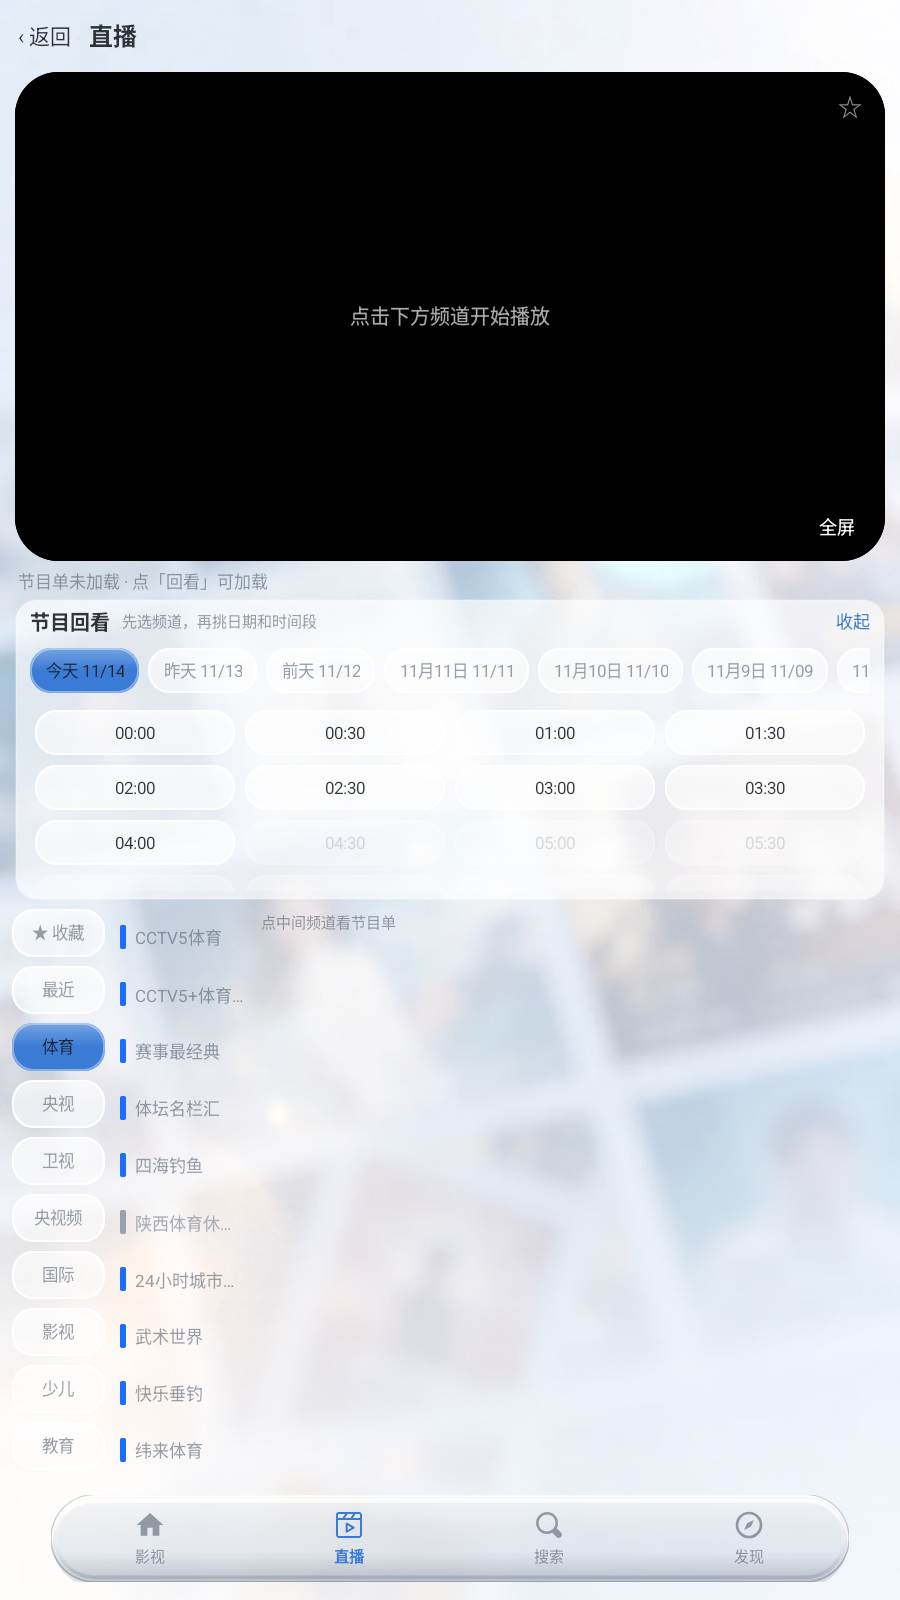 ‹ 返回 直播
☆
点击下方频道开始播放
全屏
节目单未加载 · 点「回看」可加载
节目回看 先选频道，再挑日期和时间段 收起
今天 11/14 昨天 11/13 前天 11/12 11月11日 11/11 11月10日 11/10 11月9日 11/09 11
00:00 00:30 01:00 01:30
02:00 02:30 03:00 03:30
04:00 04:30 05:00 05:30
点中间频道看节目单
★ 收藏 CCTV5体育
最近 CCTV5+体育...
体育 赛事最经典
央视 体坛名栏汇
卫视 四海钓鱼
央视频 陕西体育休...
国际 24小时城市...
影视 武术世界
少儿 快乐垂钓
教育 纬来体育
影视 直播 搜索 发现